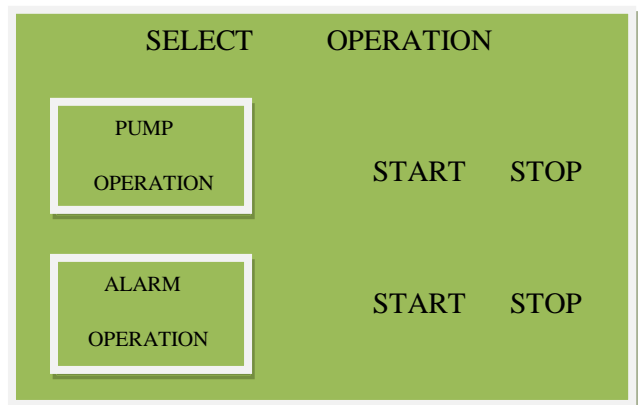 SELECT OPERATION
PUMP
OPERATION
START STOP
ALARM
OPERATION
START STOP